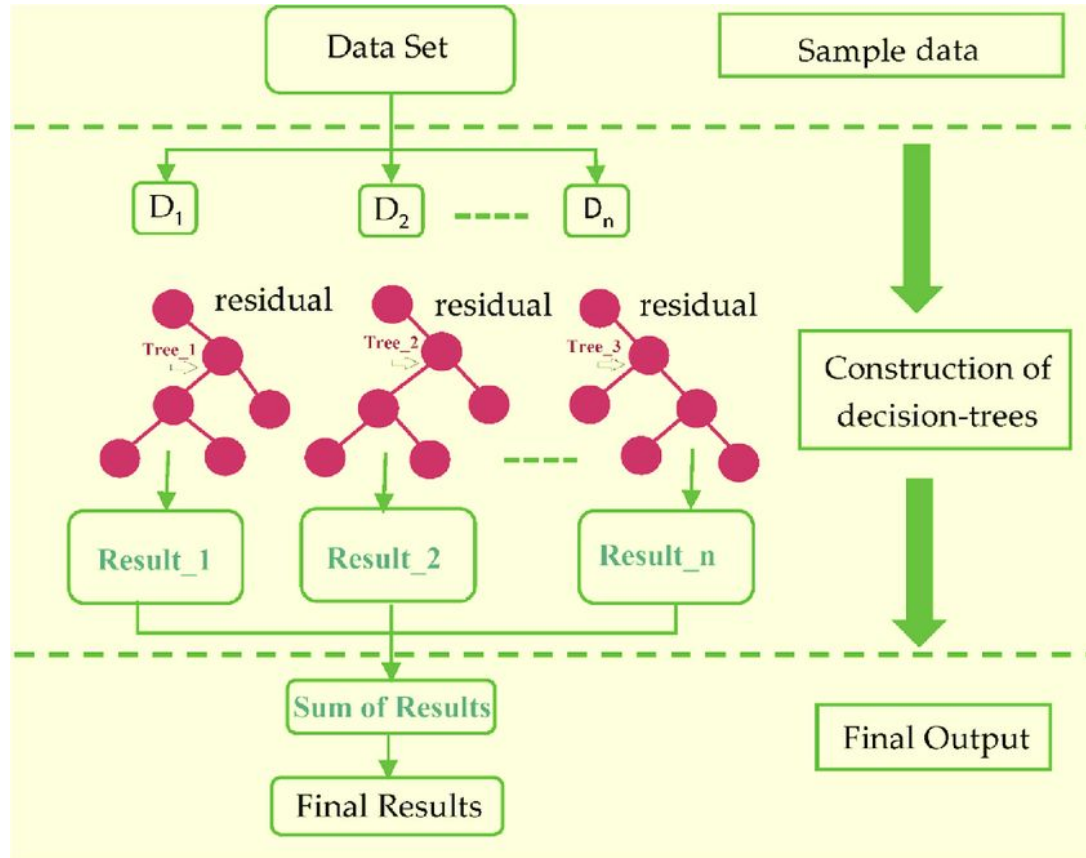 Data Set
Sample data
D1
D2
Dn
residual
residual
residual
Tree_1
Tree_2
Tree_3
Construction of
decision-trees
Result_1
Result_2
Result_n
Sum of Results
Final Output
Final Results